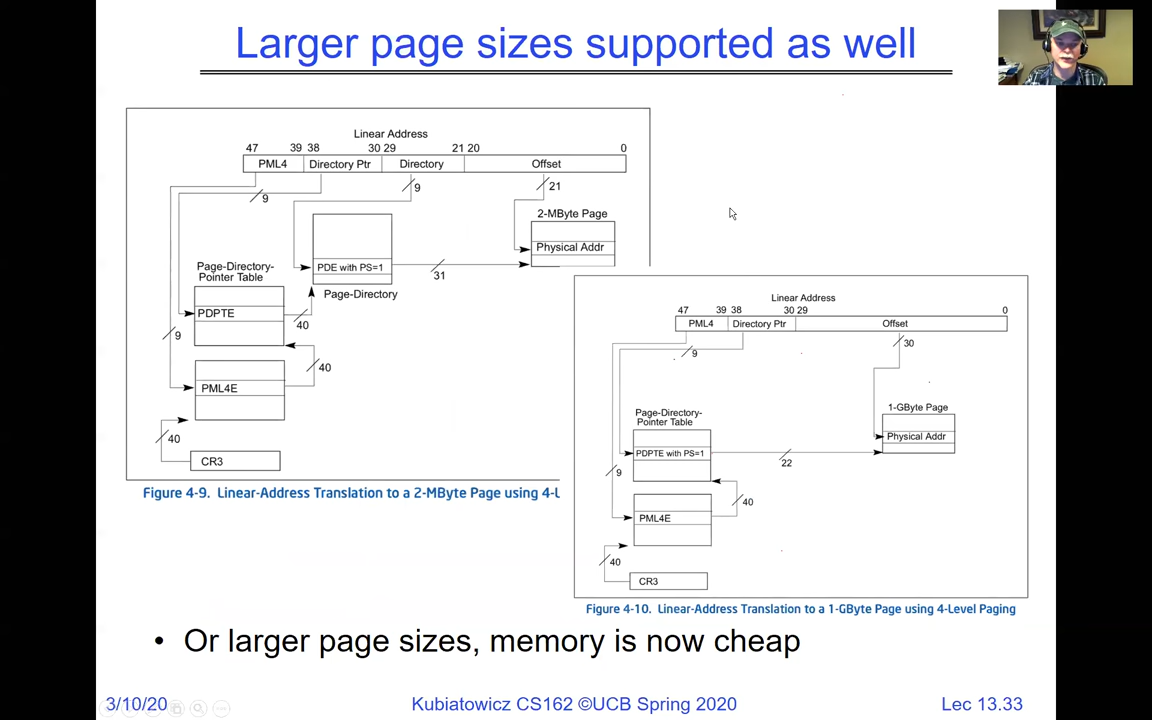 Larger page sizes supported as well
Linear Address
47 39 38 30 29 21 20 0
PML4 Directory Ptr Directory Offset
9 9 21
2-MByte Page
Physical Addr
PDE with PS=1
31
Page-Directory
Page-Directory-
Pointer Table
PDPTE
40
9
40
PML4E
40
CR3
Figure 4-9. Linear-Address Translation to a 2-MByte Page using 4-L
Linear Address
47 39 38 30 29 0
PML4 Directory Ptr Offset
9 30
1-GByte Page
Physical Addr
Page-Directory-
Pointer Table
PDPTE with PS=1
22
9
40
PML4E
40
CR3
Figure 4-10. Linear-Address Translation to a 1-GByte Page using 4-Level Paging
• Or larger page sizes, memory is now cheap
3/10/20 Kubiatowicz CS162 ©UCB Spring 2020 Lec 13.33